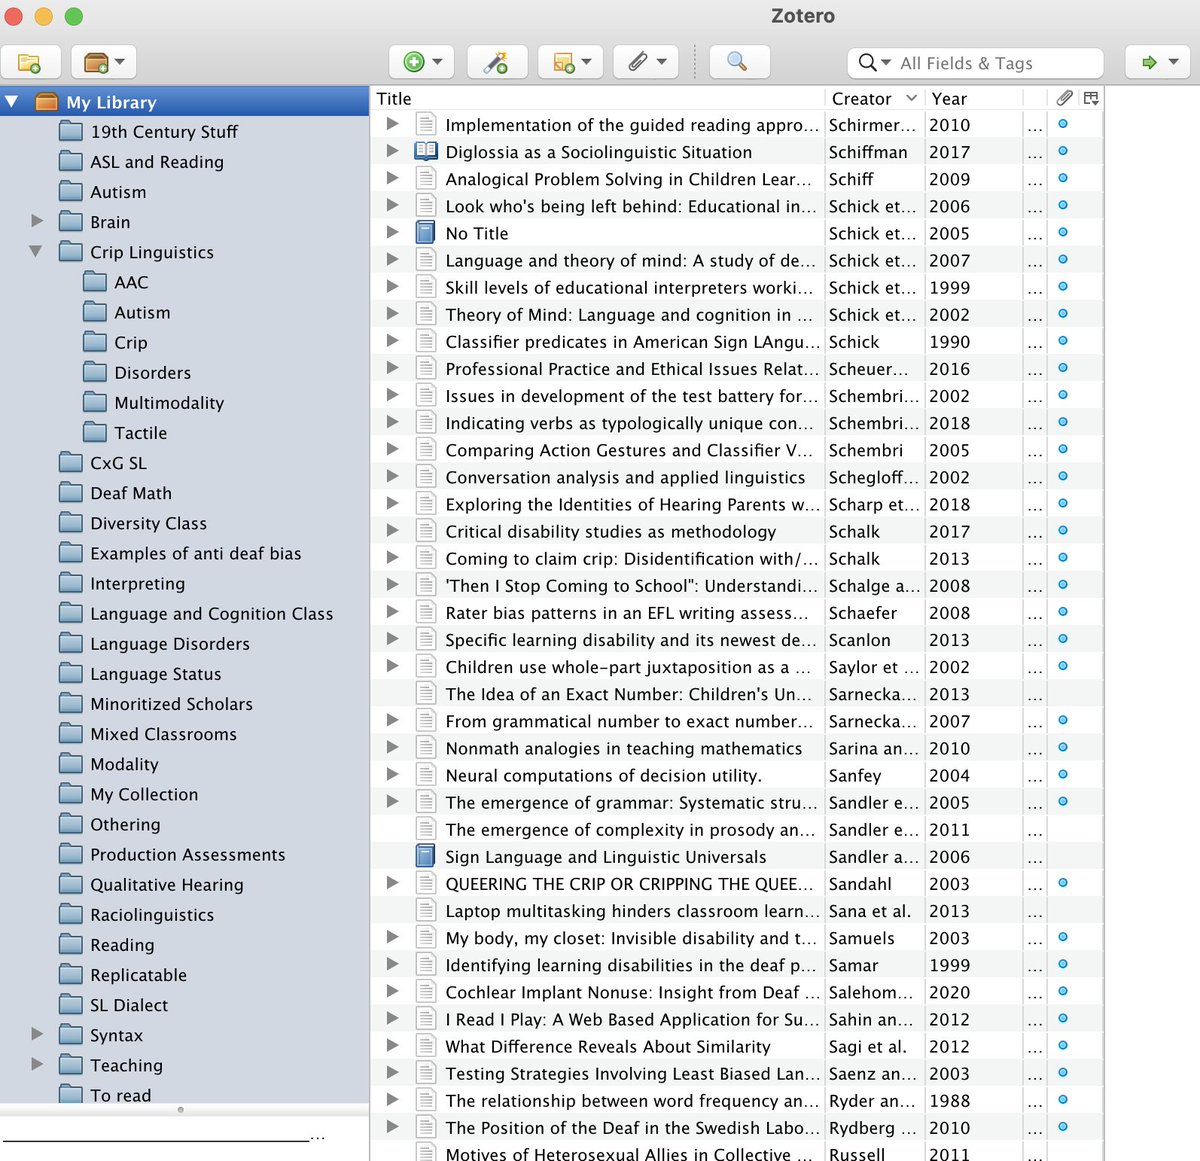 Zotero
All Fields & Tags
My Library
19th Century Stuff
ASL and Reading
Autism
Brain
Crip Linguistics
AAC
Autism
Crip
Disorders
Multimodality
Tactile
CxG SL
Deaf Math
Diversity Class
Examples of anti deaf bias
Interpreting
Language and Cognition Class
Language Disorders
Language Status
Minoritized Scholars
Mixed Classrooms
Modality
My Collection
Othering
Production Assessments
Qualitative Hearing
Raciolinguistics
Reading
Replicatable
SL Dialect
Syntax
Teaching
To read
...
Title Creator Year
Implementation of the guided reading appro... Schirmer... 2010 ...
Diglossia as a Sociolinguistic Situation Schiffman 2017 ...
Analogical Problem Solving in Children Lear... Schiff 2009 ...
Look who's being left behind: Educational in... Schick et... 2006 ...
No Title Schick et... 2005 ...
Language and theory of mind: A study of de... Schick et... 2007 ...
Skill levels of educational interpreters worki... Schick et... 1999 ...
Theory of Mind: Language and cognition in ... Schick et... 2002 ...
Classifier predicates in American Sign LAngu... Schick 1990 ...
Professional Practice and Ethical Issues Relat... Scheuer... 2016 ...
Issues in development of the test battery for... Schembri... 2002 ...
Indicating verbs as typologically unique con... Schembri... 2018 ...
Comparing Action Gestures and Classifier V... Schembri 2005 ...
Conversation analysis and applied linguistics Schegloff... 2002 ...
Exploring the Identities of Hearing Parents w... Scharp et... 2018 ...
Critical disability studies as methodology Schalk 2017 ...
Coming to claim crip: Disidentification with/... Schalk 2013 ...
'Then I Stop Coming to School": Understandi... Schalge a... 2008 ...
Rater bias patterns in an EFL writing assess... Schaefer 2008 ...
Specific learning disability and its newest de... Scanlon 2013 ...
Children use whole-part juxtaposition as a ... Saylor et ... 2002 ...
The Idea of an Exact Number: Children's Un... Sarnecka... 2013 ...
From grammatical number to exact number... Sarnecka... 2007 ...
Nonmath analogies in teaching mathematics Sarina an... 2010 ...
Neural computations of decision utility. Sanfey 2004 ...
The emergence of grammar: Systematic stru... Sandler e... 2005 ...
The emergence of complexity in prosody an... Sandler e... 2011 ...
Sign Language and Linguistic Universals Sandler a... 2006 ...
QUEERING THE CRIP OR CRIPPING THE QUEE... Sandahl 2003 ...
Laptop multitasking hinders classroom learn... Sana et al. 2013 ...
My body, my closet: Invisible disability and t... Samuels 2003 ...
Identifying learning disabilities in the deaf p... Samar 1999 ...
Cochlear Implant Nonuse: Insight from Deaf ... Salehom... 2020 ...
I Read I Play: A Web Based Application for Su... Sahin an... 2012 ...
What Difference Reveals About Similarity Sagi et al. 2012 ...
Testing Strategies Involving Least Biased Lan... Saenz an... 2003 ...
The relationship between word frequency an... Ryder an... 1988 ...
The Position of the Deaf in the Swedish Labo... Rydberg ... 2010 ...
Motives of Heterosexual Allies in Collective ... Russell 2011 ...